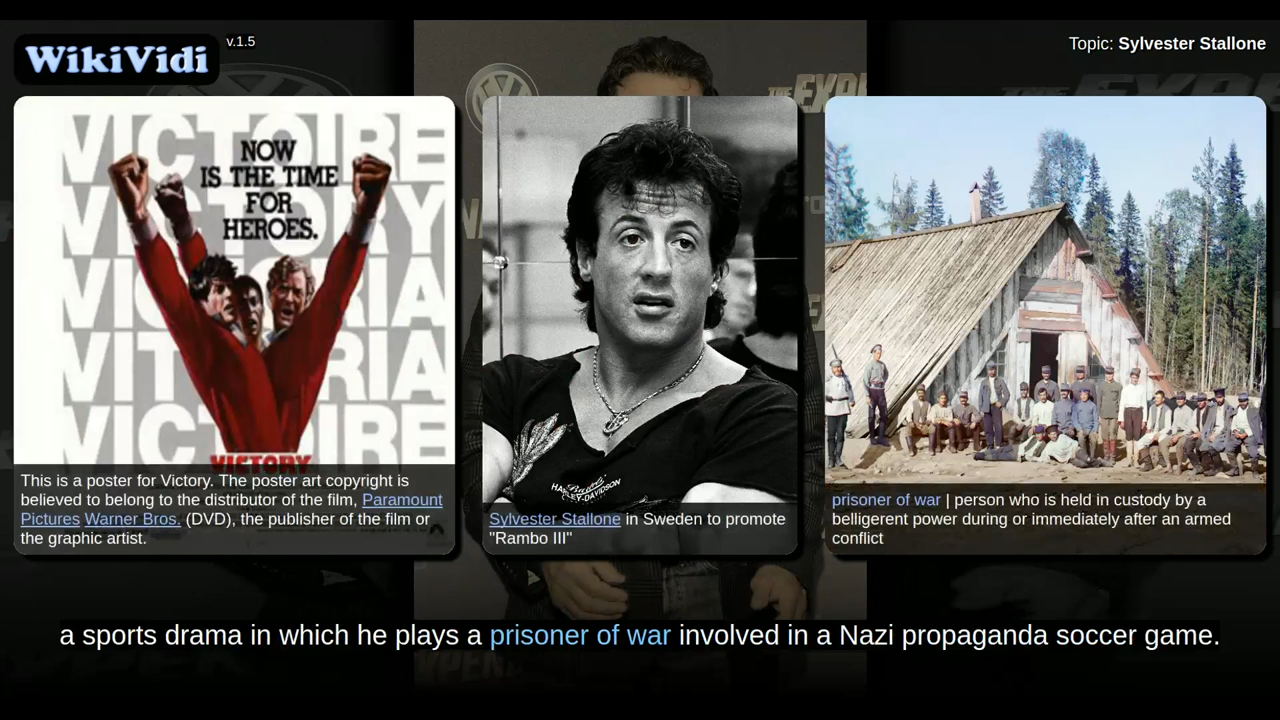 WikiVidi
v.1.5
Topic: Sylvester Stallone
VICTOIRE
VICTORY
VICTORIA
VITTORIA
VICTOIRE
NOW
IS THE TIME
FOR
HEROES.
VICTORY
This is a poster for Victory. The poster art copyright is
believed to belong to the distributor of the film, Paramount
Pictures Warner Bros. (DVD), the publisher of the film or
the graphic artist.
HARLEY-DAVIDSON
Sylvester Stallone in Sweden to promote
"Rambo III"
prisoner of war | person who is held in custody by a
belligerent power during or immediately after an armed
conflict
a sports drama in which he plays a prisoner of war involved in a Nazi propaganda soccer game.